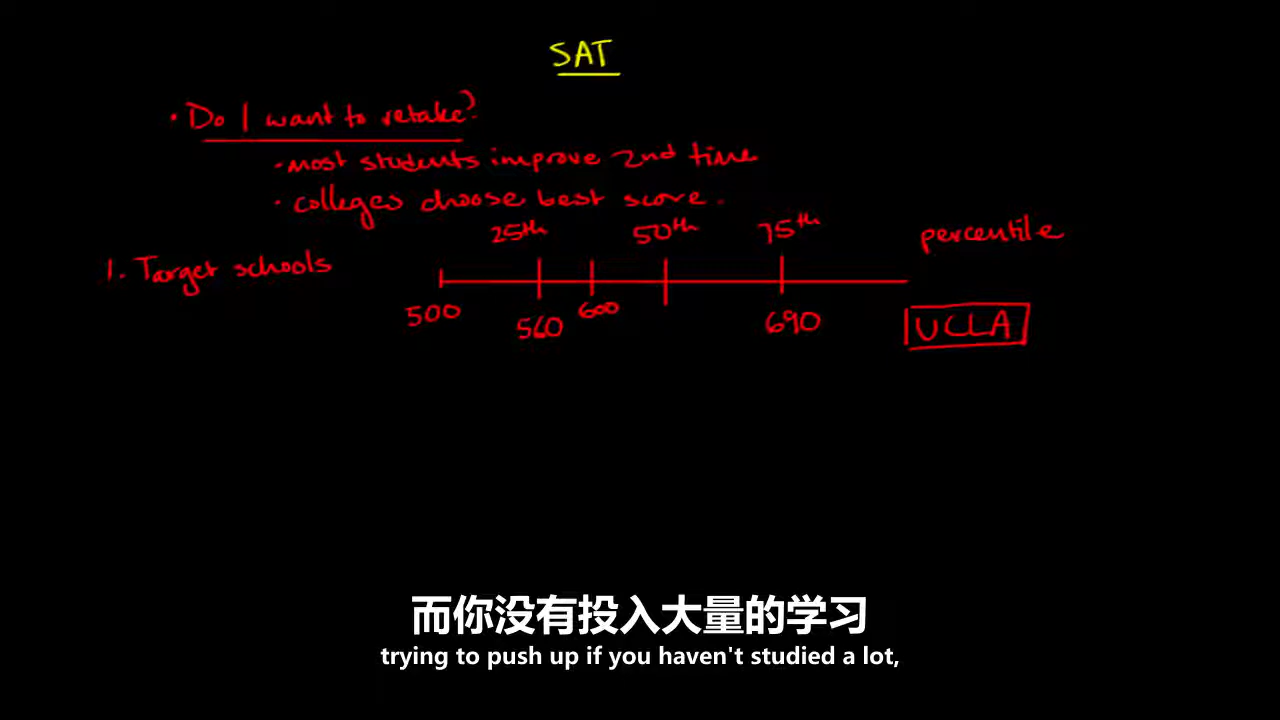 SAT
• Do I want to retake?
• most students improve 2nd time
• colleges choose best score.
25th 50th 75th percentile
1. Target schools
500 560 600 690 UCLA
而你没有投入大量的学习
trying to push up if you haven't studied a lot,